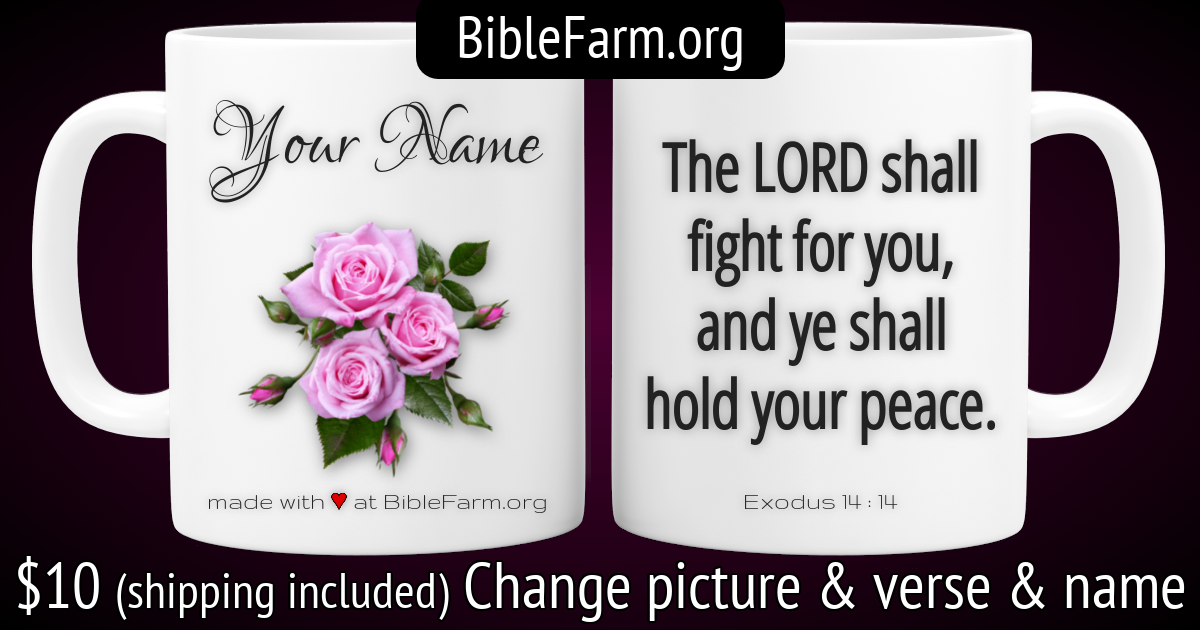 BibleFarm.org
Your Name
made with ♥ at BibleFarm.org
The LORD shall
fight for you,
and ye shall
hold your peace.
Exodus 14 : 14
$10 (shipping included) Change picture & verse & name